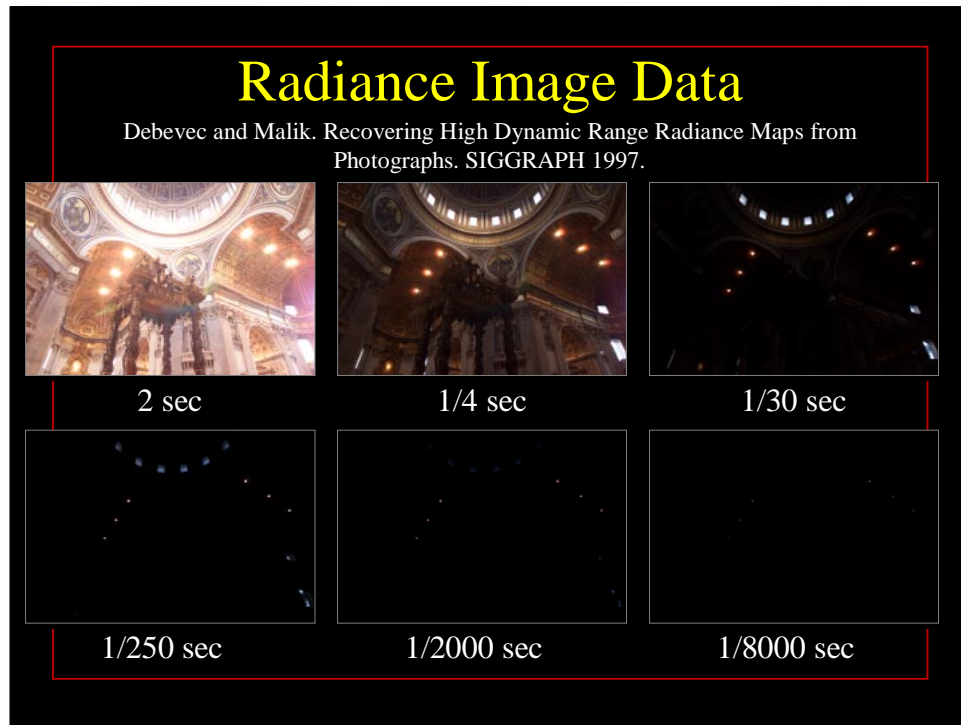 Radiance Image Data
Debevec and Malik. Recovering High Dynamic Range Radiance Maps from
Photographs. SIGGRAPH 1997.
2 sec
1/4 sec
1/30 sec
1/250 sec
1/2000 sec
1/8000 sec